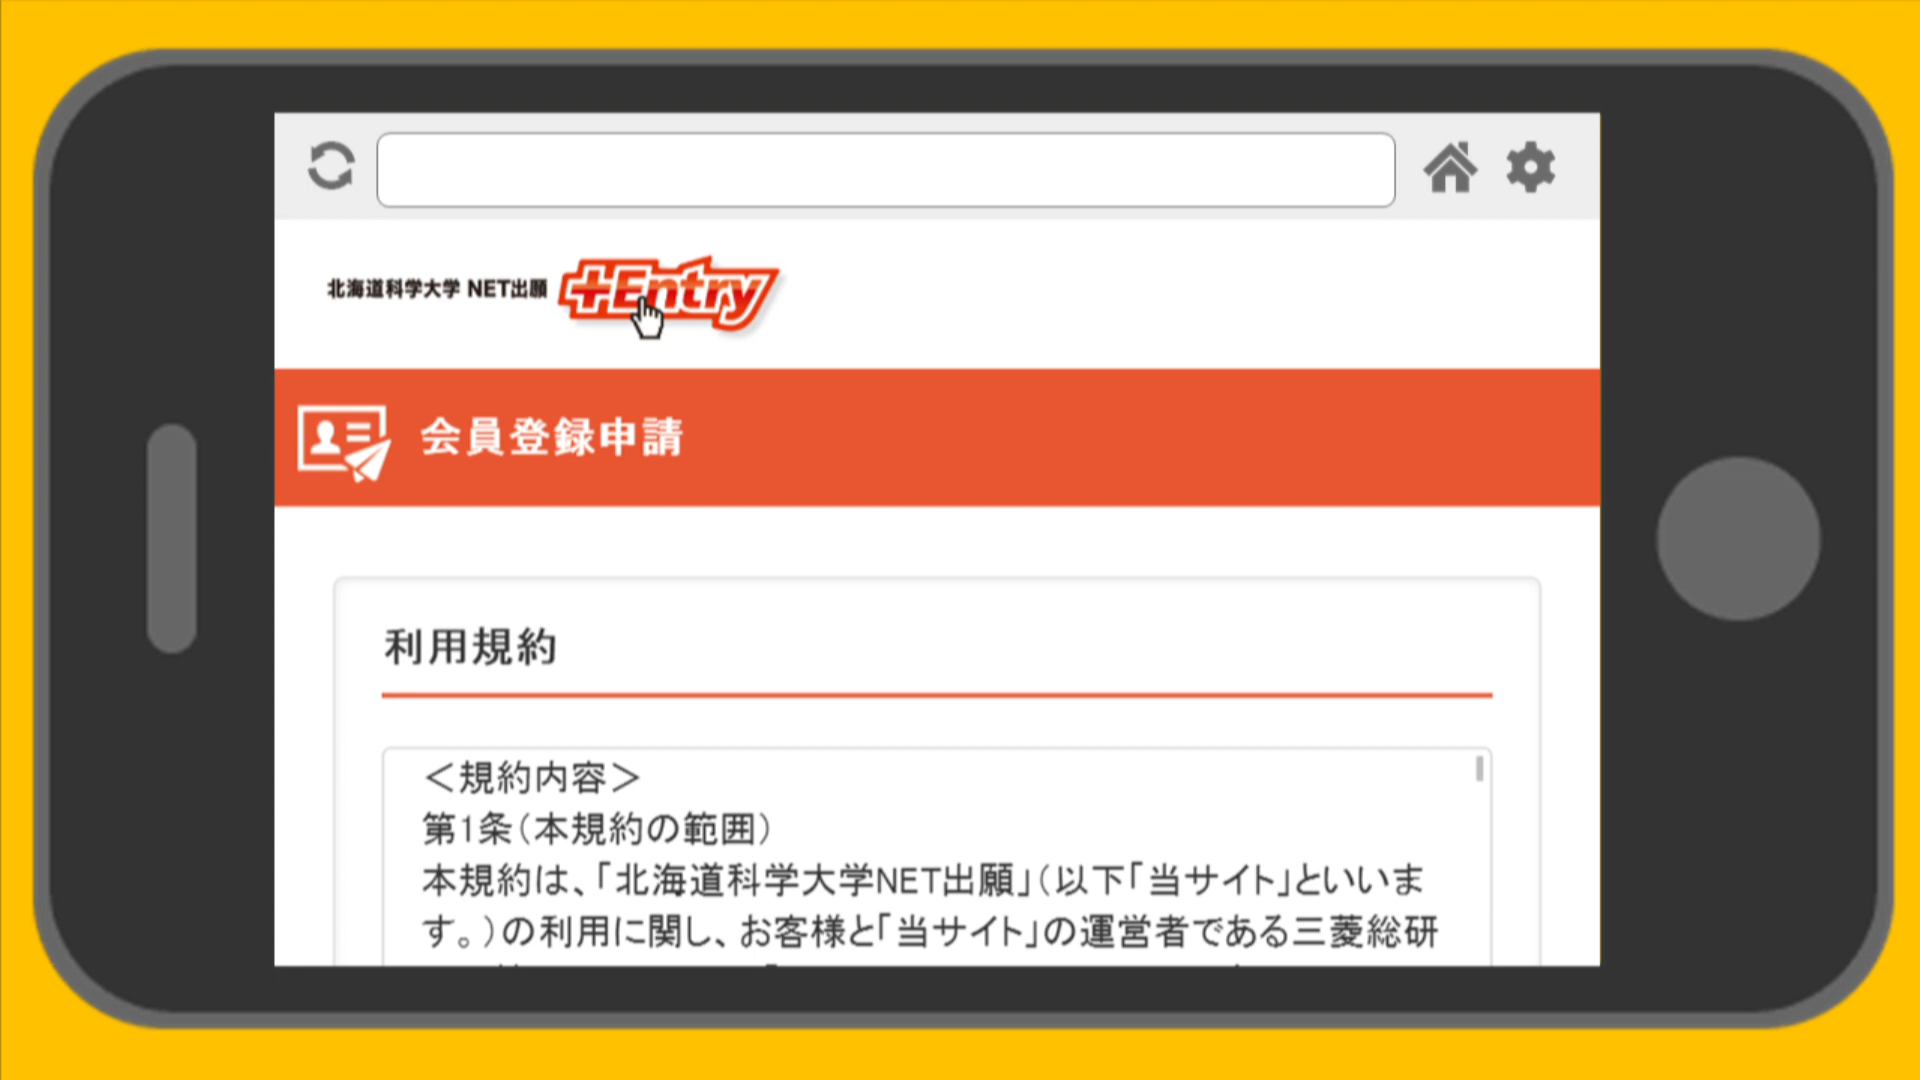 北海道科学大学 NET出願 +Entry
会員登録申請
利用規約
＜規約内容＞
第1条（本規約の範囲）
本規約は、「北海道科学大学NET出願」（以下「当サイト」といいま
す。）の利用に関し、お客様と「当サイト」の運営者である三菱総研